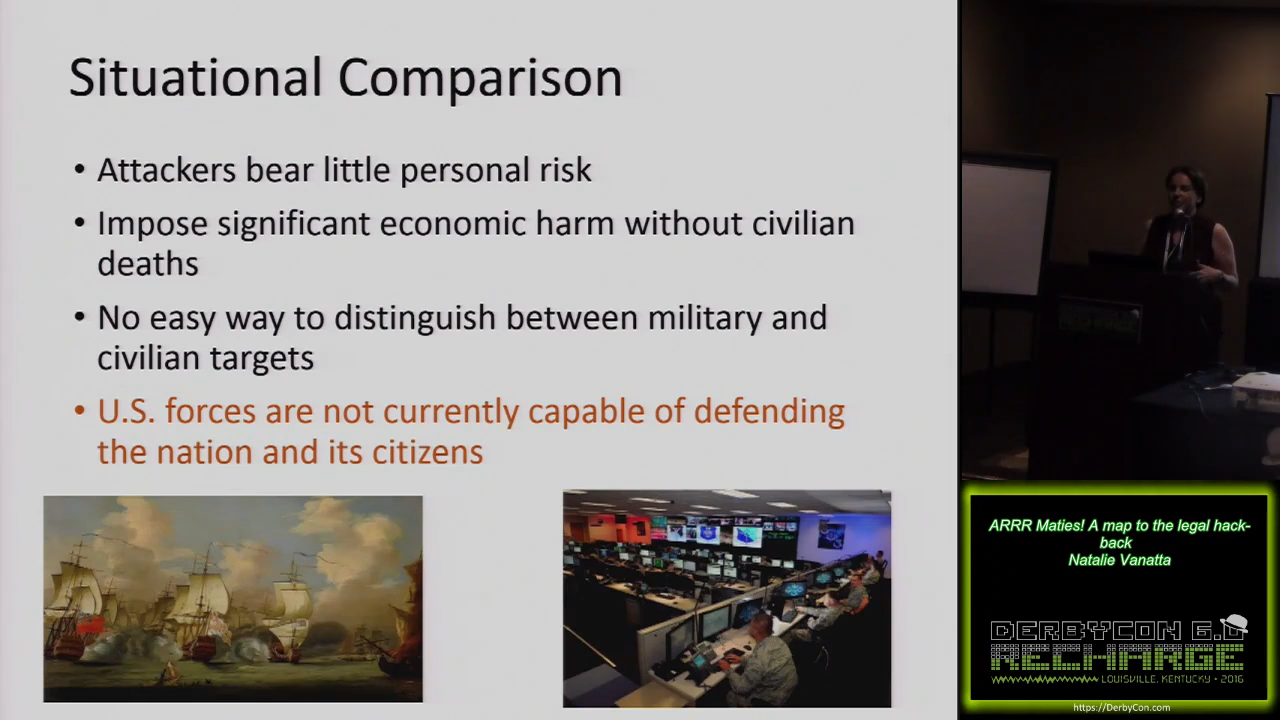 Situational Comparison
• Attackers bear little personal risk
• Impose significant economic harm without civilian
deaths
• No easy way to distinguish between military and
civilian targets
• U.S. forces are not currently capable of defending
the nation and its citizens
ARRR Maties! A map to the legal hack-
back
Natalie Vanatta
DERBYCON 6.0
RECHARGE
LOUISVILLE, KENTUCKY • 2016
https://DerbyCon.com